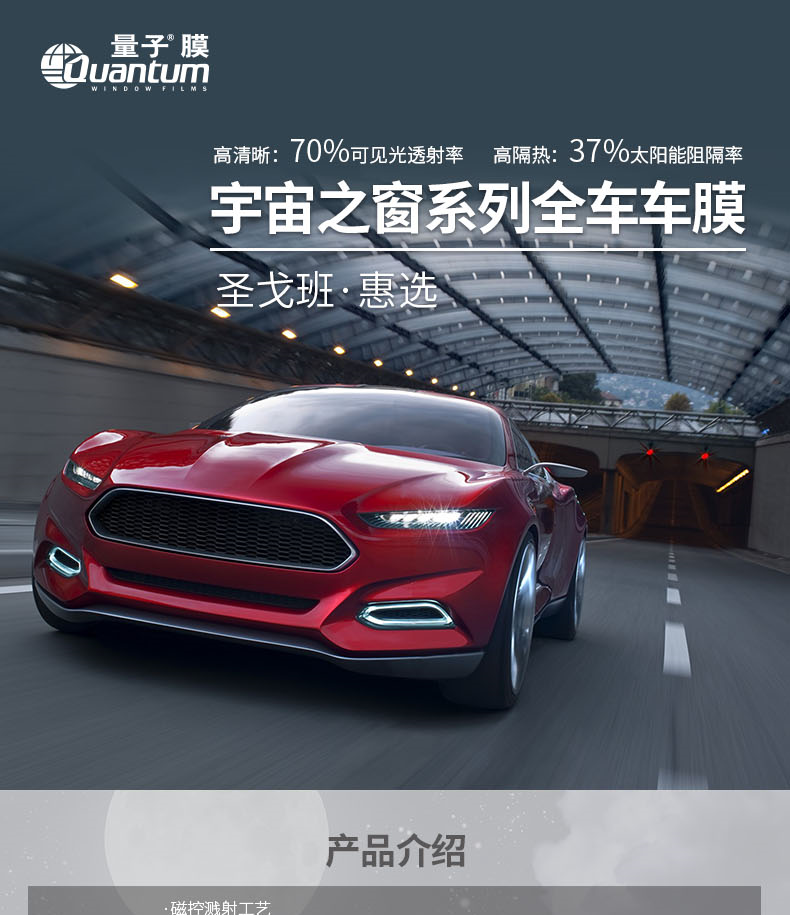 量子®膜
Quantum
WINDOW FILMS
高清晰：70%可见光透射率 高隔热：37%太阳能阻隔率
宇宙之窗系列全车车膜
圣戈班·惠选
产品介绍
·磁控溅射工艺